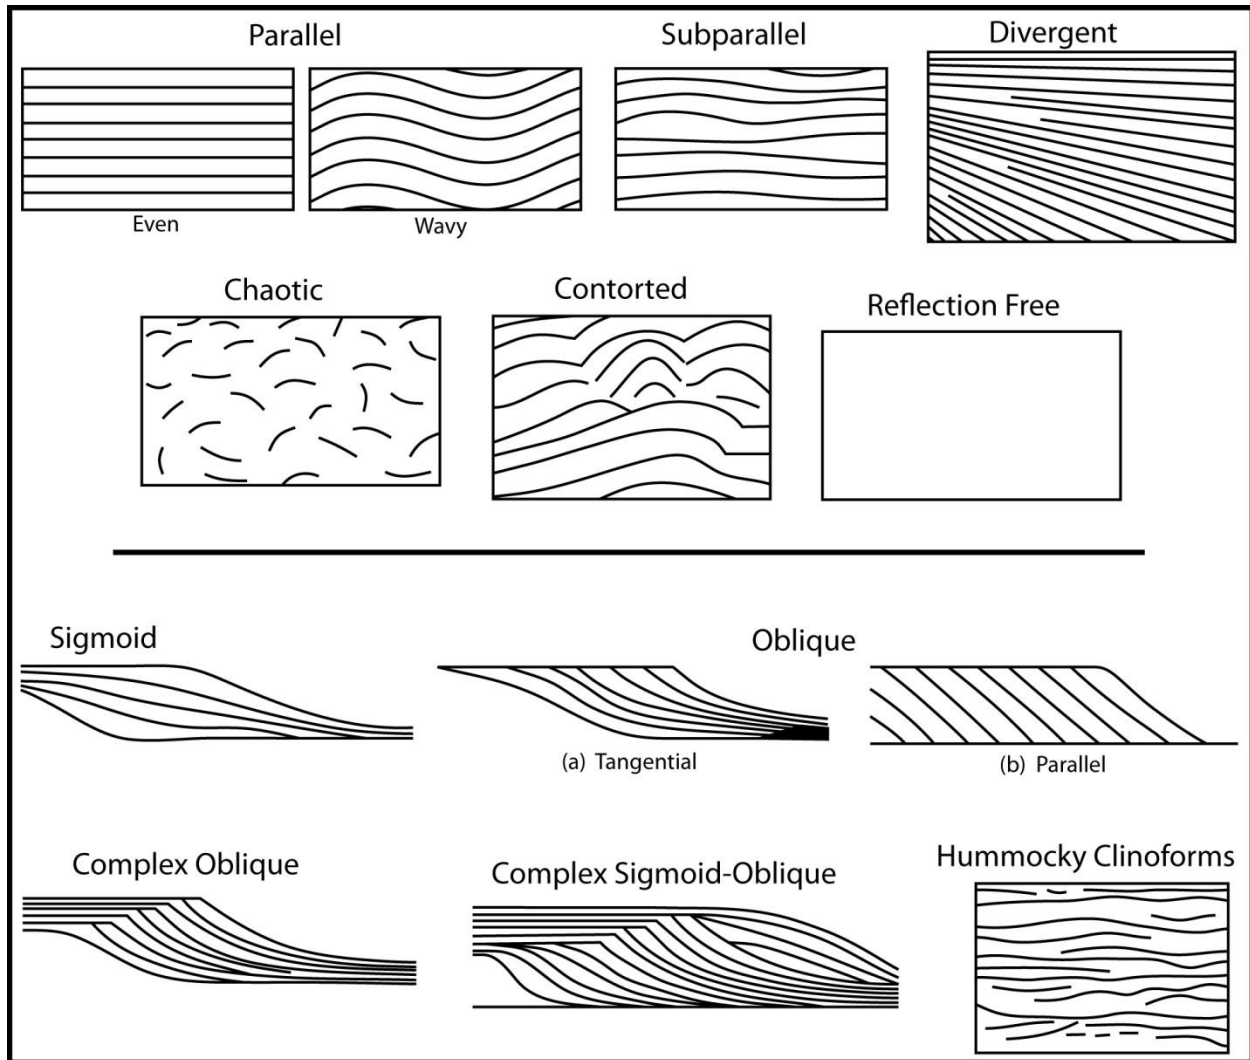 Parallel
Subparallel
Divergent
Even
Wavy
Chaotic
Contorted
Reflection Free
Sigmoid
Oblique
(a) Tangential
(b) Parallel
Complex Oblique
Complex Sigmoid-Oblique
Hummocky Clinoforms